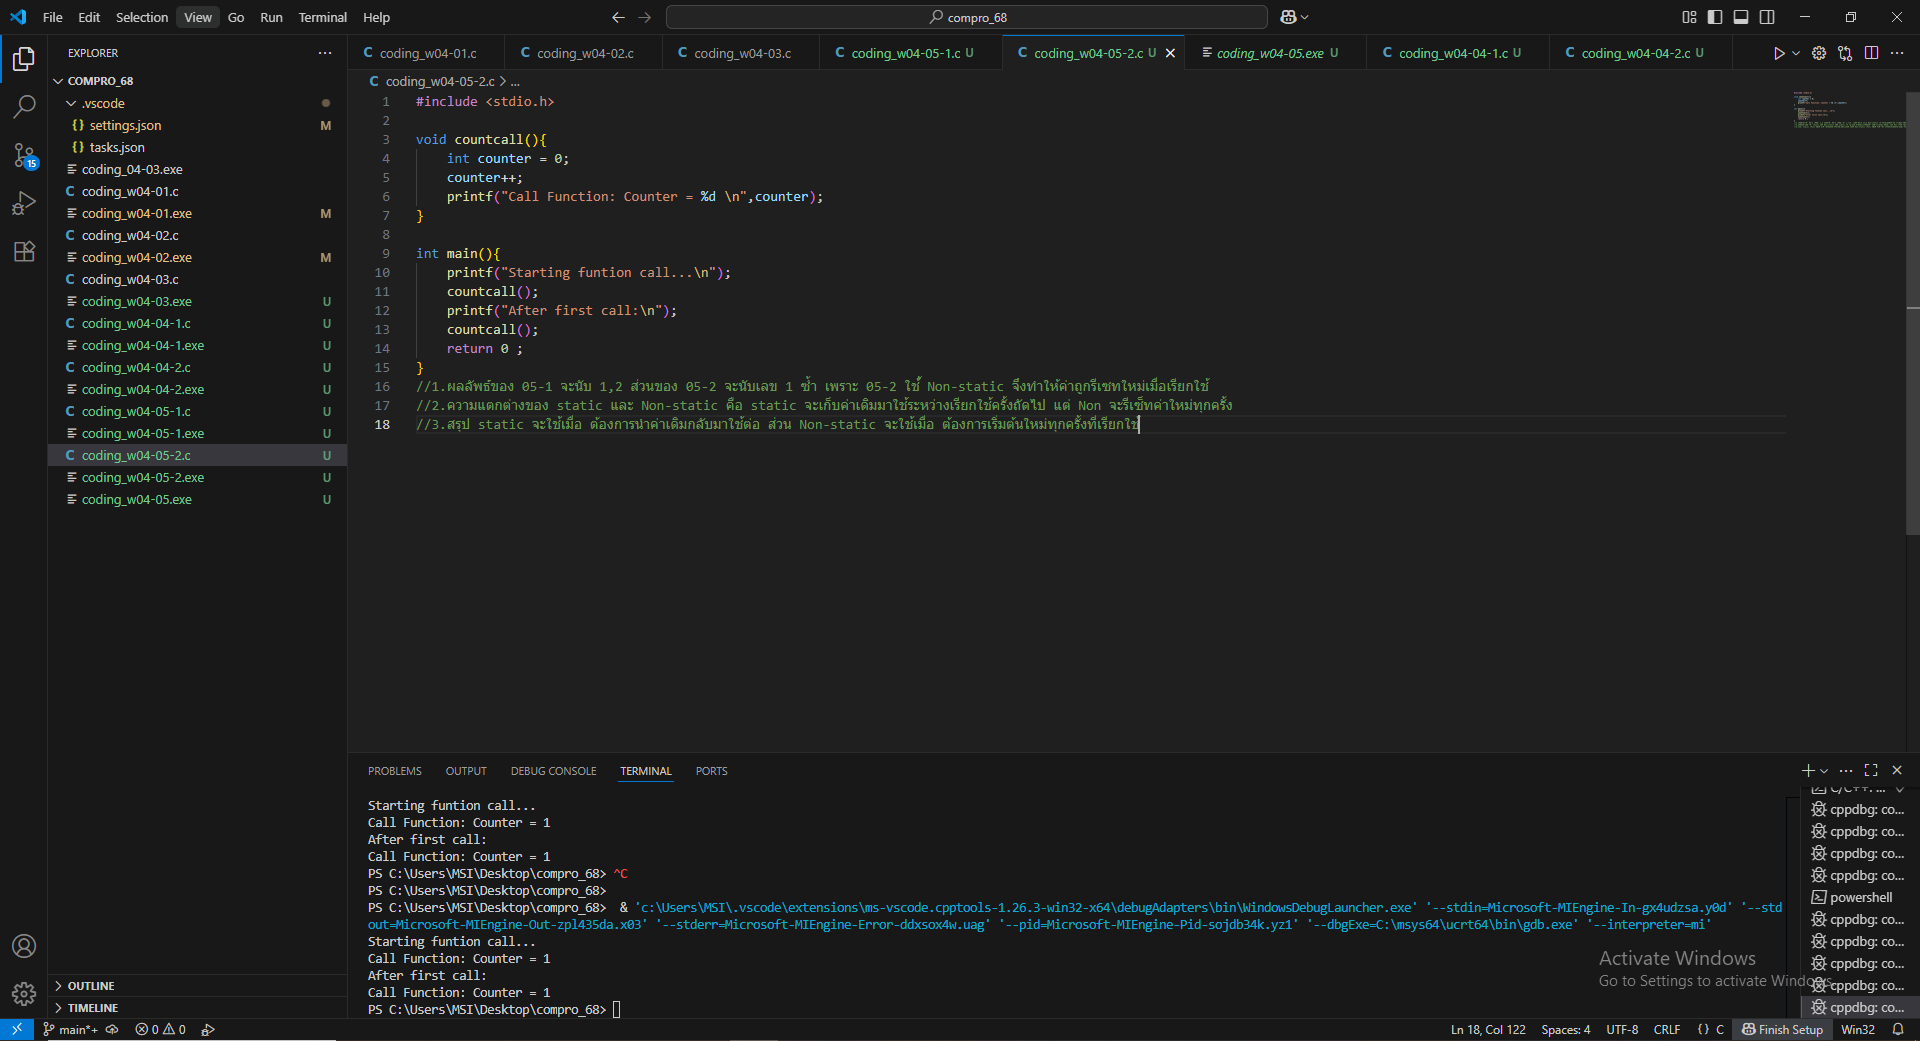 File Edit Selection View Go Run Terminal Help
compro_68
EXPLORER
COMPRO_68
.vscode
settings.json M
tasks.json
coding_04-03.exe
coding_w04-01.c
coding_w04-01.exe M
coding_w04-02.c
coding_w04-02.exe M
coding_w04-03.c
coding_w04-03.exe U
coding_w04-04-1.c U
coding_w04-04-1.exe U
coding_w04-04-2.c U
coding_w04-04-2.exe U
coding_w04-05-1.c U
coding_w04-05-1.exe U
coding_w04-05-2.c U
coding_w04-05-2.exe U
coding_w04-05.exe U
OUTLINE
TIMELINE
15
C coding_w04-01.c C coding_w04-02.c C coding_w04-03.c C coding_w04-05-1.c U C coding_w04-05-2.c U coding_w04-05.exe U C coding_w04-04-1.c U C coding_w04-04-2.c U
C coding_w04-05-2.c > ...
1 #include <stdio.h>
2
3 void countcall(){
4 int counter = 0;
5 counter++;
6 printf("Call Function: Counter = %d \n",counter);
7 }
8
9 int main(){
10 printf("Starting funtion call...\n");
11 countcall();
12 printf("After first call:\n");
13 countcall();
14 return 0 ;
15 }
16 //1.ผลลัพธ์ของ 05-1 จะนับ 1,2 ส่วนของ 05-2 จะนับเลข 1 ซ้ำ เพราะ 05-2 ใช้ Non-static จึงทำให้ค่าถูกรีเซทใหม่เมื่อเรียกใช้
17 //2.ความแตกต่างของ static และ Non-static คือ static จะเก็บค่าเดิมมาใช้ระหว่างเรียกใช้ครั้งถัดไป แต่ Non จะรีเซ็ทค่าใหม่ทุกครั้ง
18 //3.สรุป static จะใช้เมื่อ ต้องการนำค่าเดิมกลับมาใช้ต่อ ส่วน Non-static จะใช้เมื่อ ต้องการเริ่มต้นใหม่ทุกครั้งที่เรียกใช้
PROBLEMS OUTPUT DEBUG CONSOLE TERMINAL PORTS
Starting funtion call...
Call Function: Counter = 1
After first call:
Call Function: Counter = 1
PS C:\Users\MSI\Desktop\compro_68> ^C
PS C:\Users\MSI\Desktop\compro_68>
PS C:\Users\MSI\Desktop\compro_68> & 'c:\Users\MSI\.vscode\extensions\ms-vscode.cpptools-1.26.3-win32-x64\debugAdapters\bin\WindowsDebugLauncher.exe' '--stdin=Microsoft-MIEngine-In-gx4udzsa.y0d' '--std
out=Microsoft-MIEngine-Out-zpl435da.x03' '--stderr=Microsoft-MIEngine-Error-ddxsox4w.uag' '--pid=Microsoft-MIEngine-Pid-sojdb34k.yz1' '--dbgExe=C:\msys64\ucrt64\bin\gdb.exe' '--interpreter=mi'
Starting funtion call...
Call Function: Counter = 1
After first call:
Call Function: Counter = 1
PS C:\Users\MSI\Desktop\compro_68>
C/C++: ...
cppdbg: co...
cppdbg: co...
cppdbg: co...
cppdbg: co...
powershell
cppdbg: co...
cppdbg: co...
cppdbg: co...
cppdbg: co...
cppdbg: co...
Activate Windows
Go to Settings to activate Windows.
main*+ 0 0 Ln 18, Col 122 Spaces: 4 UTF-8 CRLF {} C Finish Setup Win32